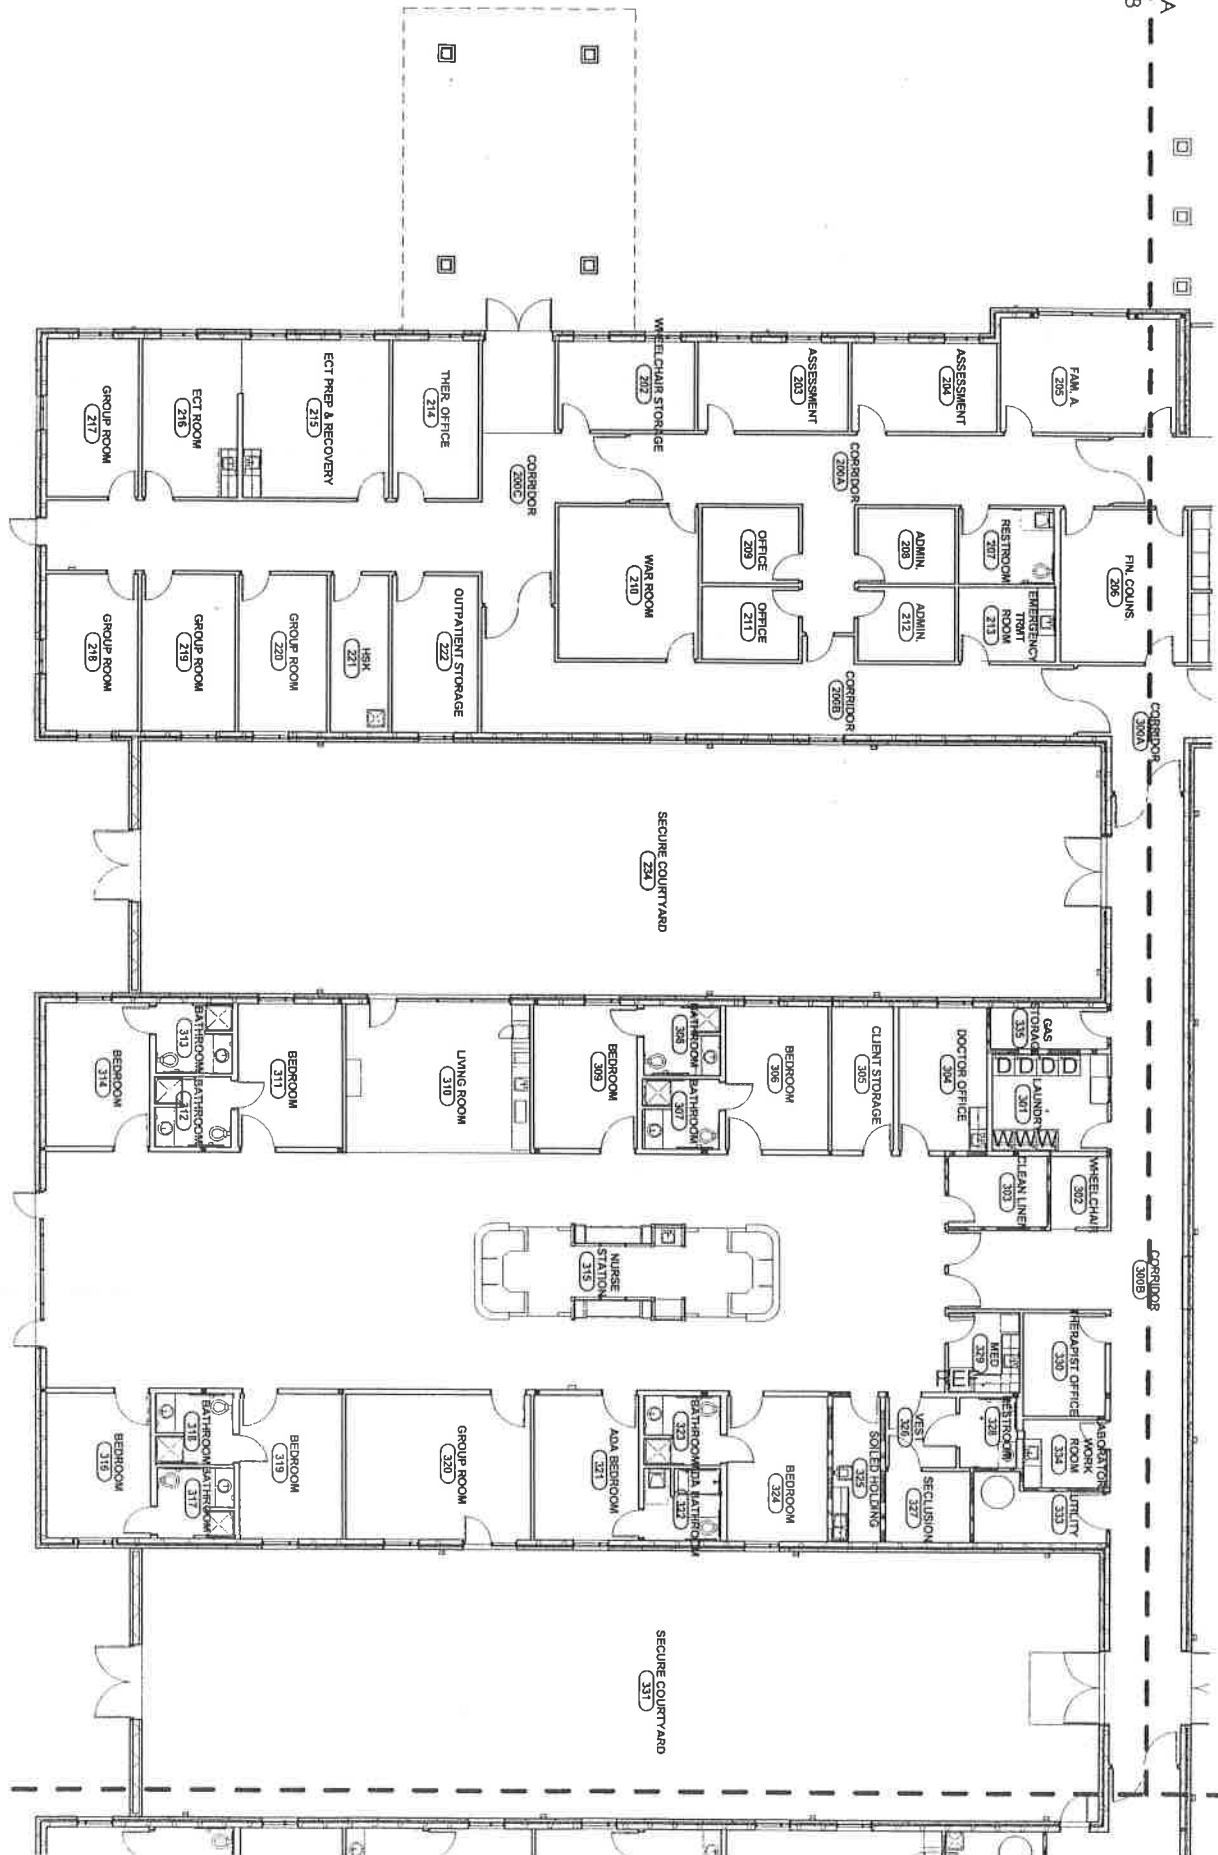 A
B
FAM. A.
205
ASSESSMENT
204
ASSESSMENT
203
WHEELCHAIR STORAGE
202
THER. OFFICE
214
ECT PREP & RECOVERY
215
ECT ROOM
216
GROUP ROOM
217
CORRIDOR
200A
CORRIDOR
200C
FIN. COUNS.
206
RESTROOM
207
ADMIN.
208
OFFICE
209
WAR ROOM
210
EMERGENCY
TRMT
ROOM
213
ADMIN.
212
OFFICE
211
OUTPATIENT STORAGE
222
HSK
221
GROUP ROOM
220
GROUP ROOM
219
GROUP ROOM
218
CORRIDOR
200B
CORRIDOR
300A
SECURE COURTYARD
234
GAS
STORAGE
335
D D D D
LAUNDRY
301
DOCTOR OFFICE
304
CLIENT STORAGE
305
BEDROOM
306
BATHROOM
308
BATHROOM
307
BEDROOM
309
LIVING ROOM
310
BEDROOM
311
BATHROOM
313
BATHROOM
312
BEDROOM
314
WHEELCHAIR
302
CLEAN LINEN
303
NURSE
STATION
315
CORRIDOR
300B
THERAPIST OFFICE
330
MED
329
REF
WORK
ROOM
334
RESTROOM
328
VEST
326
UTILITY
333
SECLUSION
327
SOILED HOLDING
325
BEDROOM
324
BATHROOM
323
ADA BATHROOM
322
ADA BEDROOM
321
GROUP ROOM
320
BEDROOM
319
BATHROOM
318
BATHROOM
317
BEDROOM
316
SECURE COURTYARD
331